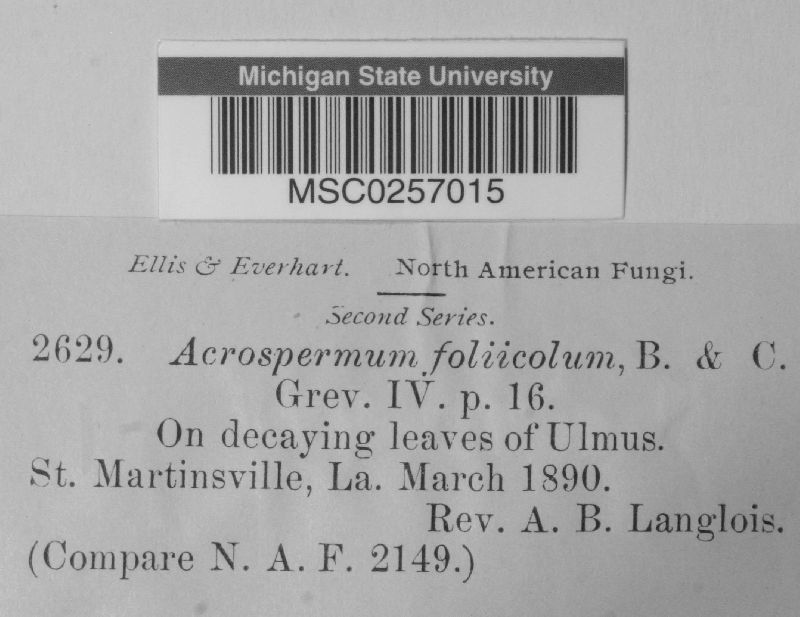 Michigan State University
MSC0257015
Ellis & Everhart. North American Fungi.
Second Series.
2629. Acrospermum foliicolum, B. & C.
Grev. IV. p. 16.
On decaying leaves of Ulmus.
St. Martinsville, La. March 1890.
Rev. A. B. Langlois.
(Compare N. A. F. 2149.)